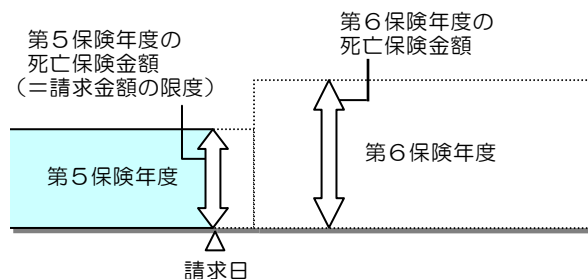 第５保険年度の
死亡保険金額
（＝請求金額の限度）
第６保険年度の
死亡保険金額
第５保険年度
第６保険年度
請求日